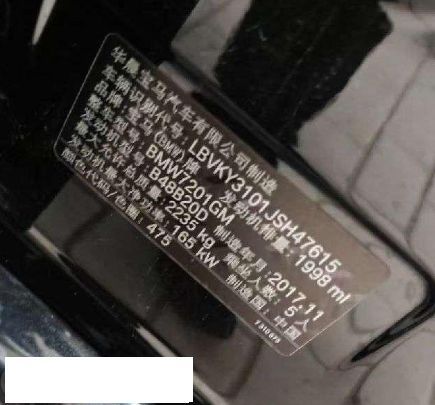 华晨宝马汽车有限公司制造
车辆识别代号: LBVKY3101JSH47615
品牌: 宝马(BMW)牌 发动机排量: 1998 ml
整车型号: BMW7201GM 制造年月: 2017.11
发动机型号: B48B20D 乘坐人数: 5人
最大允许总质量: 2235 kg 制造国: 中国
发动机最大净功率: 165 kW
颜色/色漆: 475